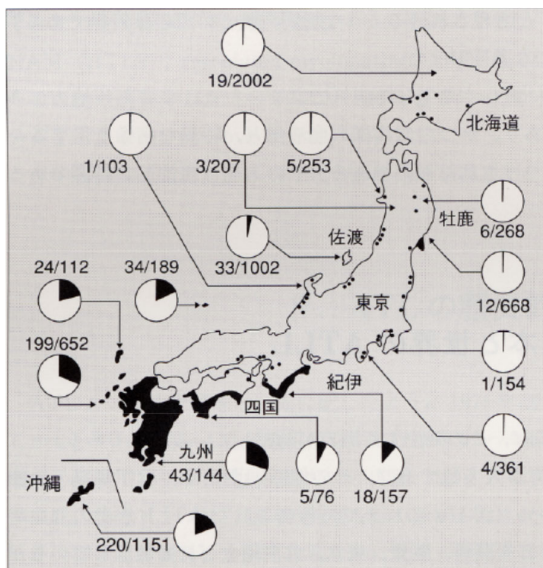 19/2002
北海道
1/103
3/207
5/253
牡鹿
6/268
佐渡
33/1002
24/112
34/189
12/668
東京
199/652
1/154
紀伊
四国
九州
43/144
4/361
沖縄
5/76
18/157
220/1151